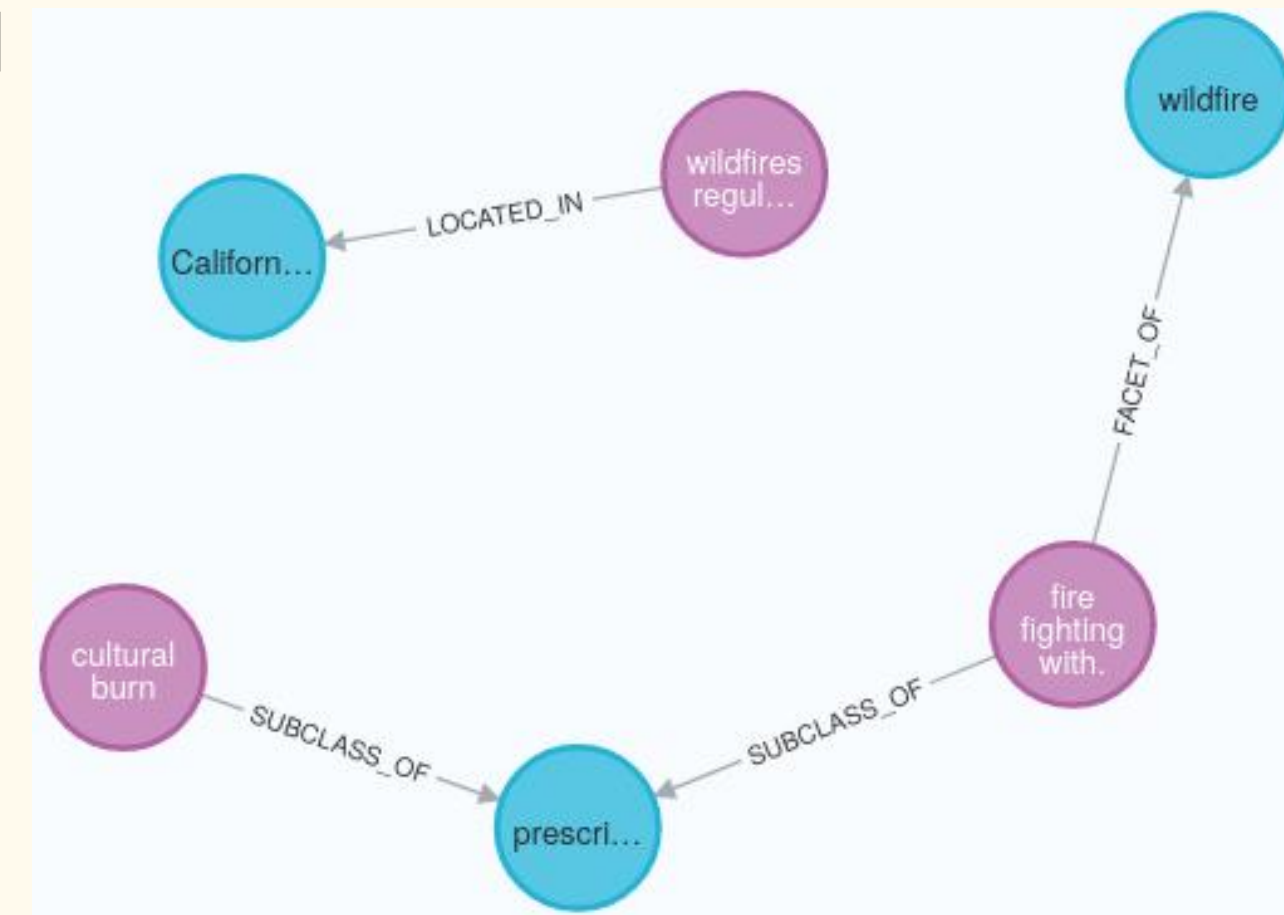 wildfire
wildfires
regul…
LOCATED_IN
Californ…
FACET_OF
fire
fighting
with.
cultural
burn
SUBCLASS_OF
SUBCLASS_OF
prescri…